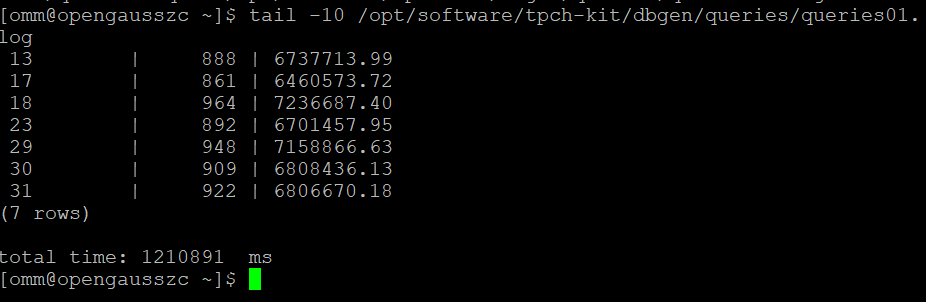 [omm@opengausszc ~]$ tail -10 /opt/software/tpch-kit/dbgen/queries/queries01.
log
 13         |     888 | 6737713.99
 17         |     861 | 6460573.72
 18         |     964 | 7236687.40
 23         |     892 | 6701457.95
 29         |     948 | 7158866.63
 30         |     909 | 6808436.13
 31         |     922 | 6806670.18
(7 rows)

total time: 1210891  ms
[omm@opengausszc ~]$